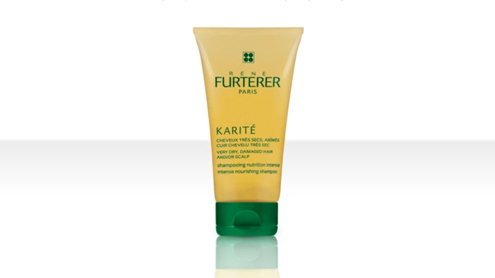 RENE
FURTERER
PARIS
KARITÉ
CHEVEUX TRÈS SECS, ABÎMÉS
CUIR CHEVELU TRÈS SEC
VERY DRY, DAMAGED HAIR
AND/OR SCALP
shampooing nutrition intense
intense nourishing shampoo